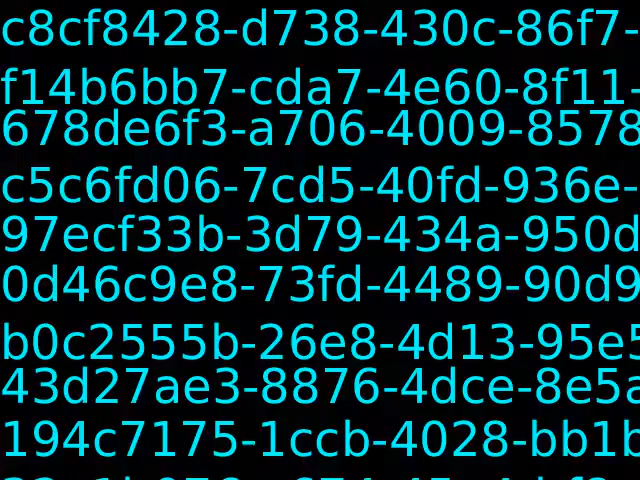 c8cf8428-d738-430c-86f7-
f14b6bb7-cda7-4e60-8f11-
678de6f3-a706-4009-8578
c5c6fd06-7cd5-40fd-936e-
97ecf33b-3d79-434a-950d
0d46c9e8-73fd-4489-90d9
b0c2555b-26e8-4d13-95e5
43d27ae3-8876-4dce-8e5a
194c7175-1ccb-4028-bb1b